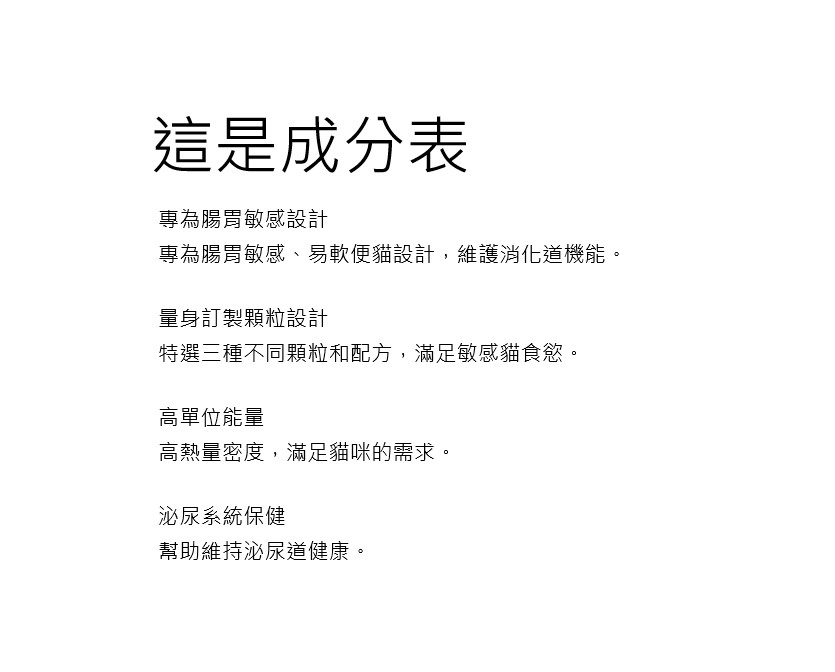 這是成分表
專為腸胃敏感設計
專為腸胃敏感、易軟便貓設計，維護消化道機能。
量身訂製顆粒設計
特選三種不同顆粒和配方，滿足敏感貓食慾。
高單位能量
高熱量密度，滿足貓咪的需求。
泌尿系統保健
幫助維持泌尿道健康。